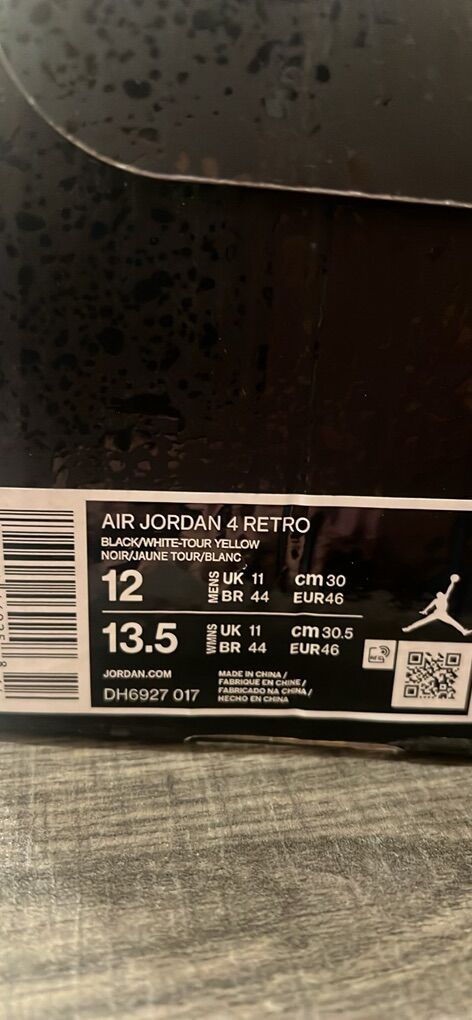 AIR JORDAN 4 RETRO
BLACK/WHITE-TOUR YELLOW
NOIR/JAUNE TOUR/BLANC
12 MENS UK 11 cm 30
BR 44 EUR 46
13.5 WMNS UK 11 cm 30.5
BR 44 EUR 46
JORDAN.COM
DH6927 017
MADE IN CHINA /
FABRIQUE EN CHINE /
FABRICADO NA CHINA /
HECHO EN CHINA